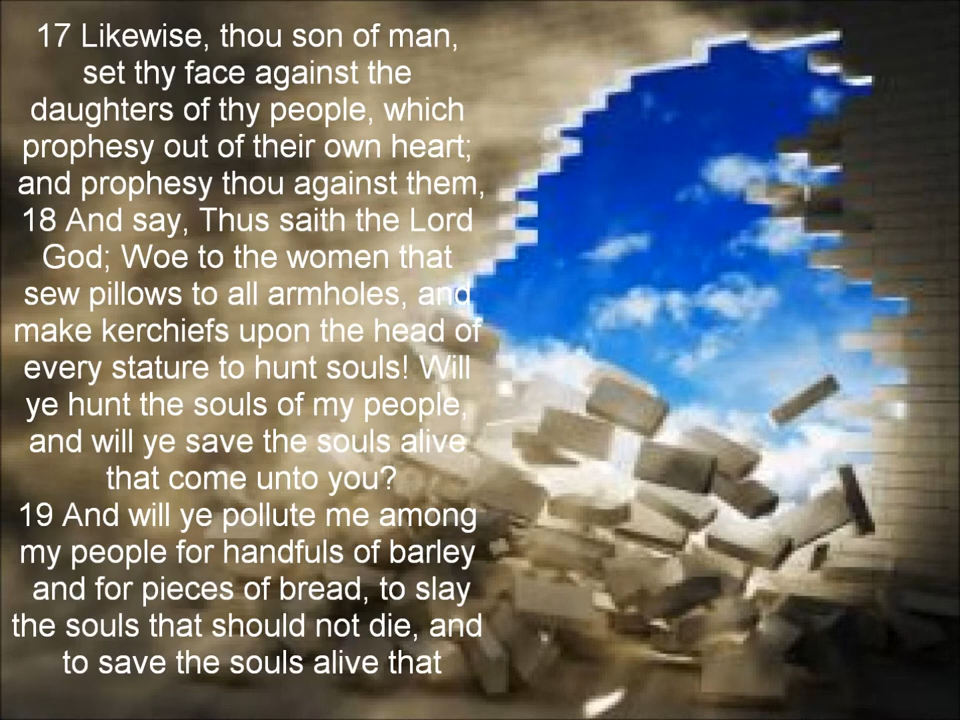 17 Likewise, thou son of man,
set thy face against the
daughters of thy people, which
prophesy out of their own heart;
and prophesy thou against them,
18 And say, Thus saith the Lord
God; Woe to the women that
sew pillows to all armholes, and
make kerchiefs upon the head of
every stature to hunt souls! Will
ye hunt the souls of my people,
and will ye save the souls alive
that come unto you?
19 And will ye pollute me among
my people for handfuls of barley
and for pieces of bread, to slay
the souls that should not die, and
to save the souls alive that